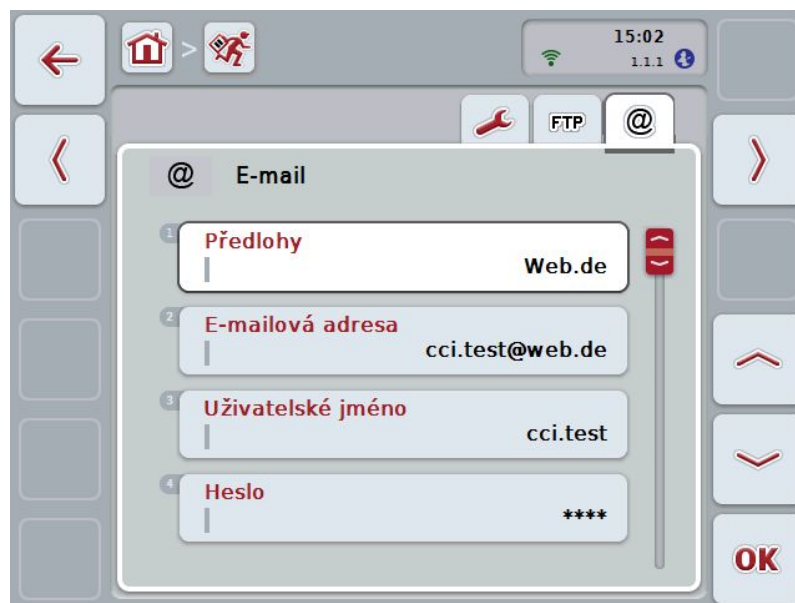 15:02
1.1.1
FTP
@
@ E-mail
1
Předlohy
Web.de
2
E-mailová adresa
cci.test@web.de
3
Uživatelské jméno
cci.test
4
Heslo
****
OK